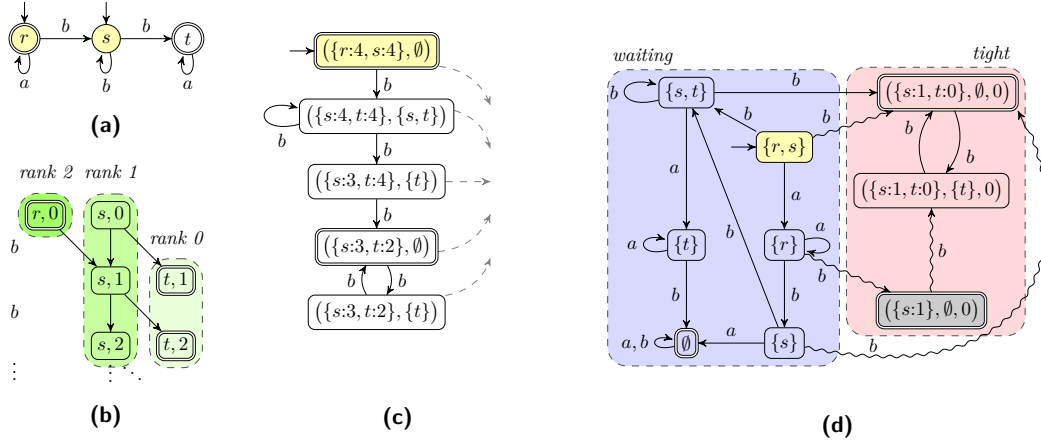 r
b
s
b
t
a
b
a
(a)
rank 2
rank 1
rank 0
r, 0
s, 0
b
s, 1
t, 1
b
s, 2
t, 2
⋮
⋮
⋱
(b)
({r:4, s:4}, ∅)
b
({s:4, t:4}, {s, t})
b
b
({s:3, t:4}, {t})
b
({s:3, t:2}, ∅)
b
b
({s:3, t:2}, {t})
(c)
waiting
tight
b
{s, t}
b
({s:1, t:0}, ∅, 0)
b
b
{r, s}
b
b
a
a
({s:1, t:0}, {t}, 0)
a
{t}
b
{r}
a
b
b
b
b
({s:1}, ∅, 0)
a, b
∅
a
{s}
b
(d)